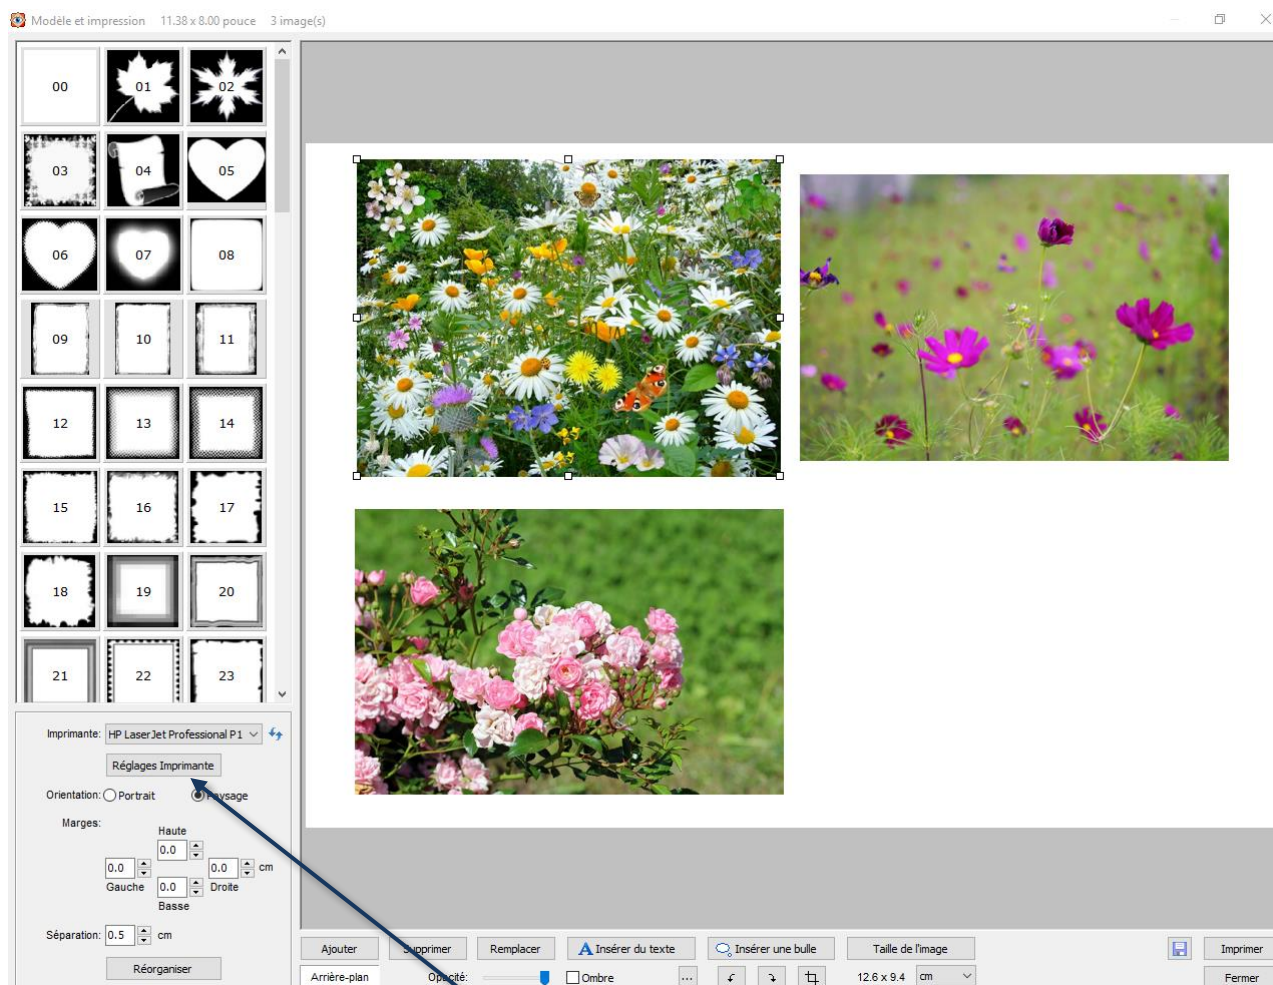 Modèle et impression 11.38 x 8.00 pouce 3 image(s)
00 01 02
03 04 05
06 07 08
09 10 11
12 13 14
15 16 17
18 19 20
21 22 23
Imprimante: HP LaserJet Professional P1
Réglages Imprimante
Orientation: Portrait Paysage
Marges:
Haute
0.0
0.0 0.0 cm
Gauche 0.0 Droite
Basse
Séparation: 0.5 cm
Réorganiser
Ajouter Supprimer Remplacer A Insérer du texte Insérer une bulle Taille de l'image Imprimer
Arrière-plan Opacité: Ombre ... 12.6 x 9.4 cm Fermer